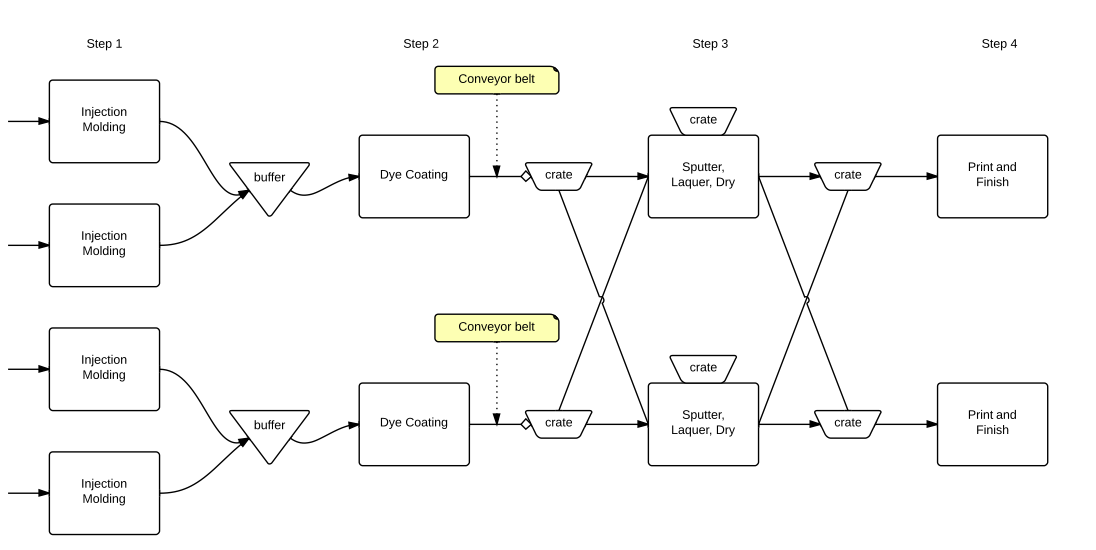 Step 1
Step 2
Step 3
Step 4
Conveyor belt
Injection
Molding
buffer
Dye Coating
crate
crate
Sputter,
Laquer, Dry
crate
Print and
Finish
Injection
Molding
Conveyor belt
Injection
Molding
buffer
Dye Coating
crate
crate
Sputter,
Laquer, Dry
crate
Print and
Finish
Injection
Molding